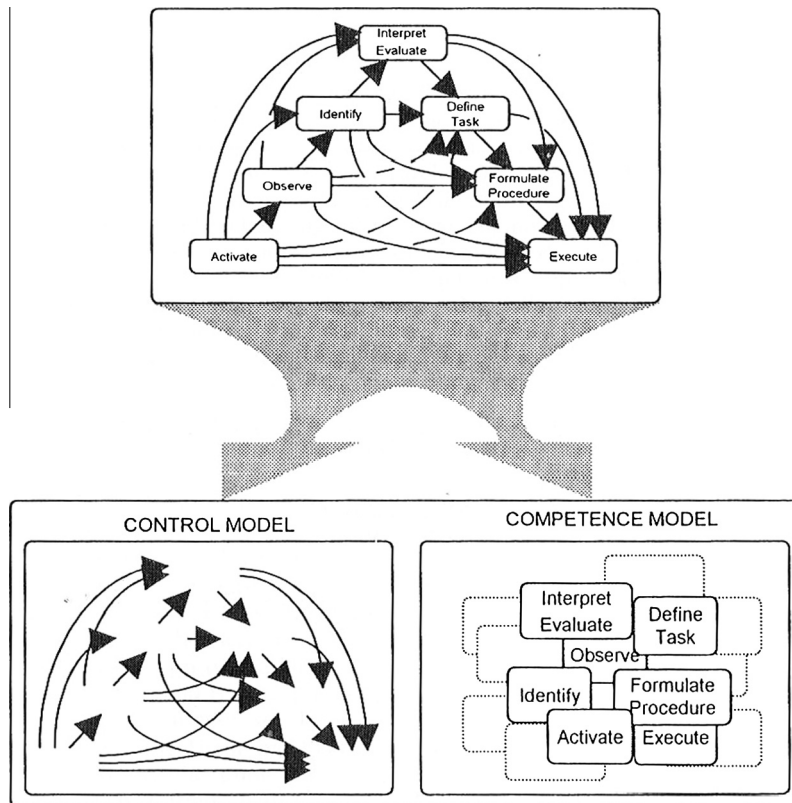 Interpret
Evaluate
Identify
Define
Task
Observe
Formulate
Procedure
Activate
Execute
CONTROL MODEL
COMPETENCE MODEL
Interpret
Evaluate
Define
Task
Observe
Identify
Formulate
Procedure
Activate
Execute